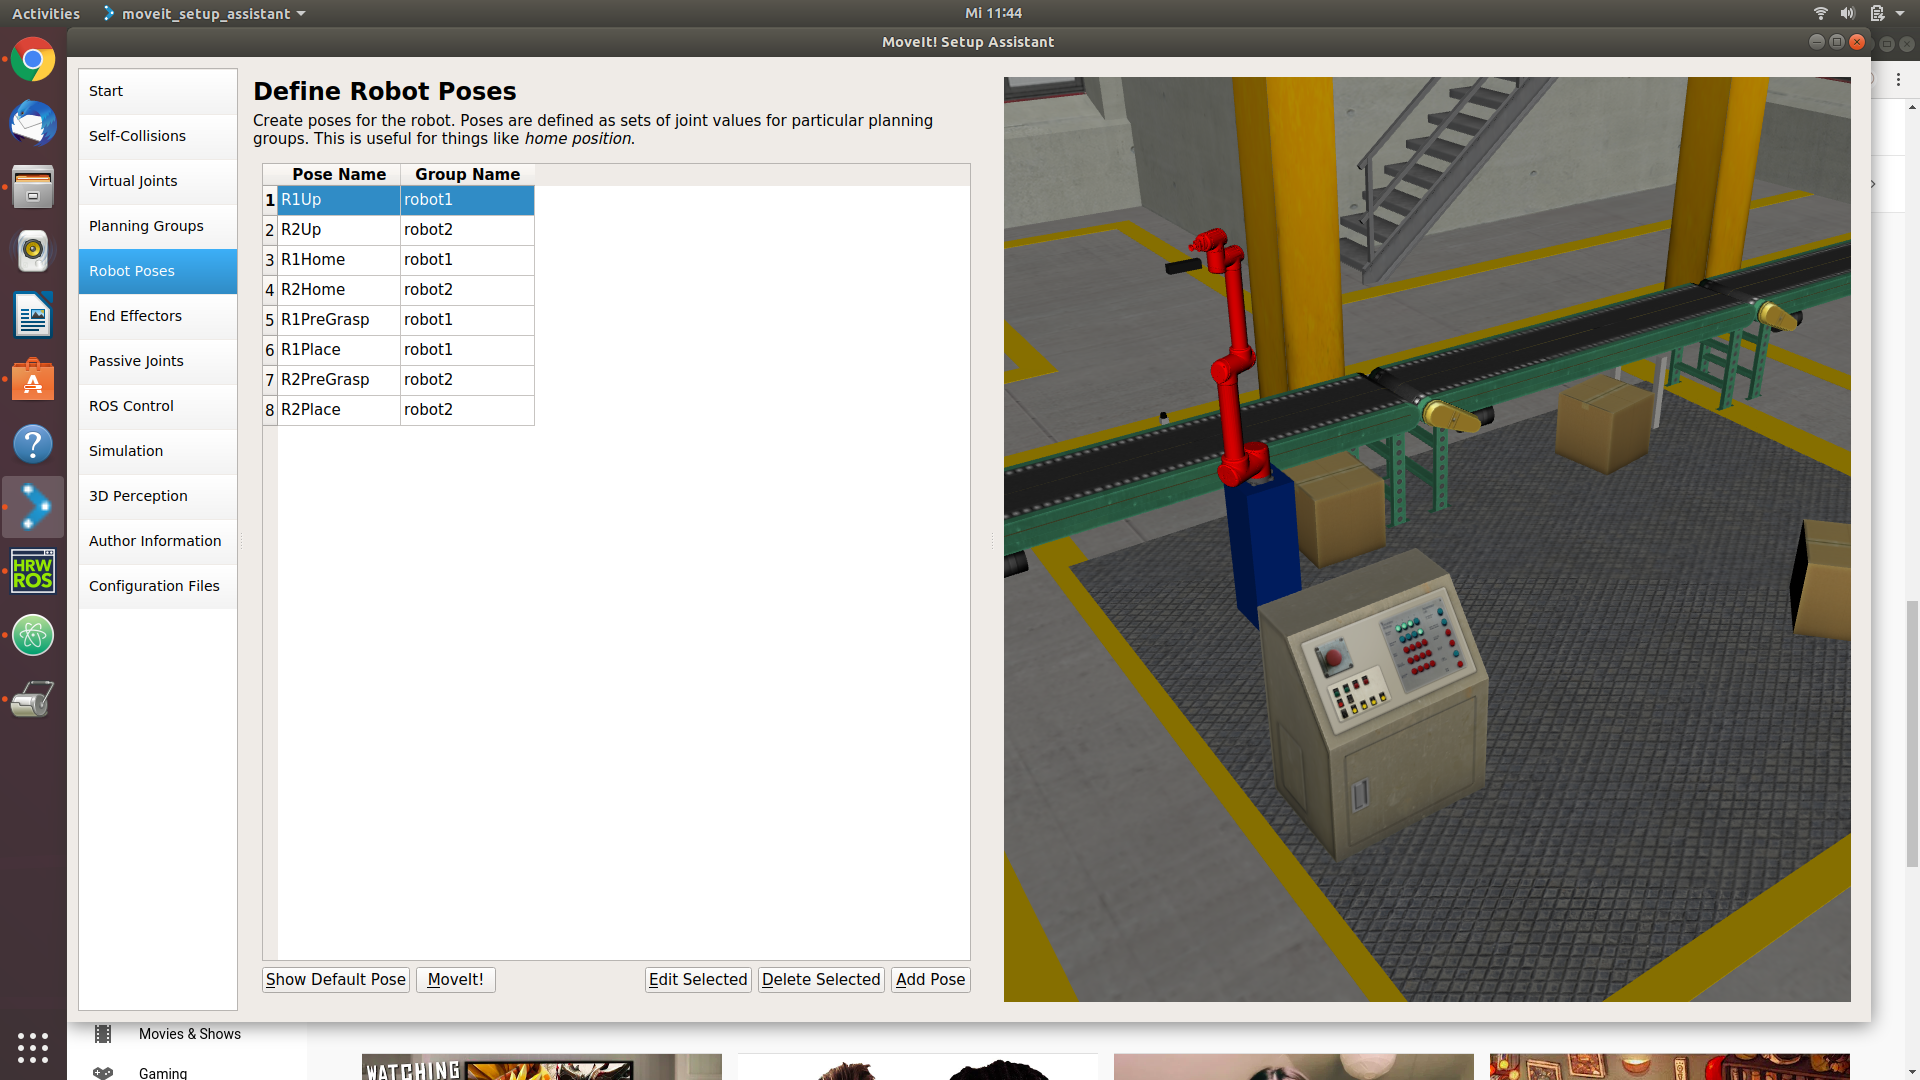 Activities
moveit_setup_assistant
Mi 11:44
MoveIt! Setup Assistant
Start
Self-Collisions
Virtual Joints
Planning Groups
Robot Poses
End Effectors
Passive Joints
ROS Control
Simulation
3D Perception
Author Information
Configuration Files
Define Robot Poses
Create poses for the robot. Poses are defined as sets of joint values for particular planning
groups. This is useful for things like home position.
Pose Name Group Name
1 R1Up robot1
2 R2Up robot2
3 R1Home robot1
4 R2Home robot2
5 R1PreGrasp robot1
6 R1Place robot1
7 R2PreGrasp robot2
8 R2Place robot2
Show Default Pose
MoveIt!
Edit Selected
Delete Selected
Add Pose
HRW
ROS
Movies & Shows
Gaming
WATCHING